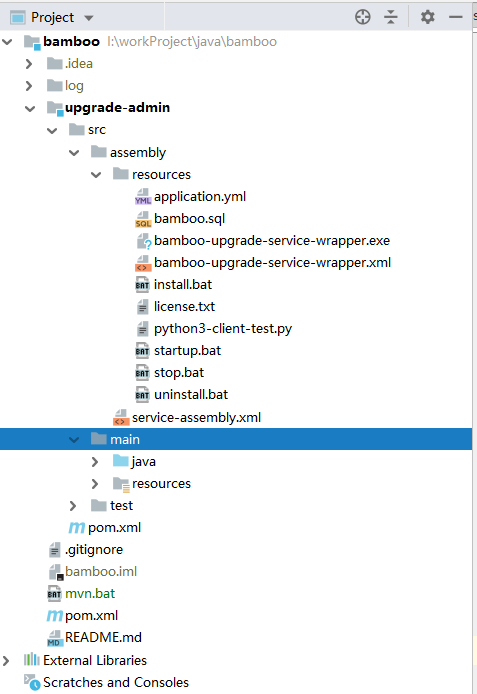 Project
bamboo I:\workProject\java\bamboo
.idea
log
upgrade-admin
src
assembly
resources
YML application.yml
SQL bamboo.sql
bamboo-upgrade-service-wrapper.exe
bamboo-upgrade-service-wrapper.xml
BAT install.bat
license.txt
python3-client-test.py
BAT startup.bat
BAT stop.bat
BAT uninstall.bat
service-assembly.xml
main
java
resources
test
m pom.xml
.gitignore
bamboo.iml
BAT mvn.bat
m pom.xml
MD README.md
External Libraries
Scratches and Consoles